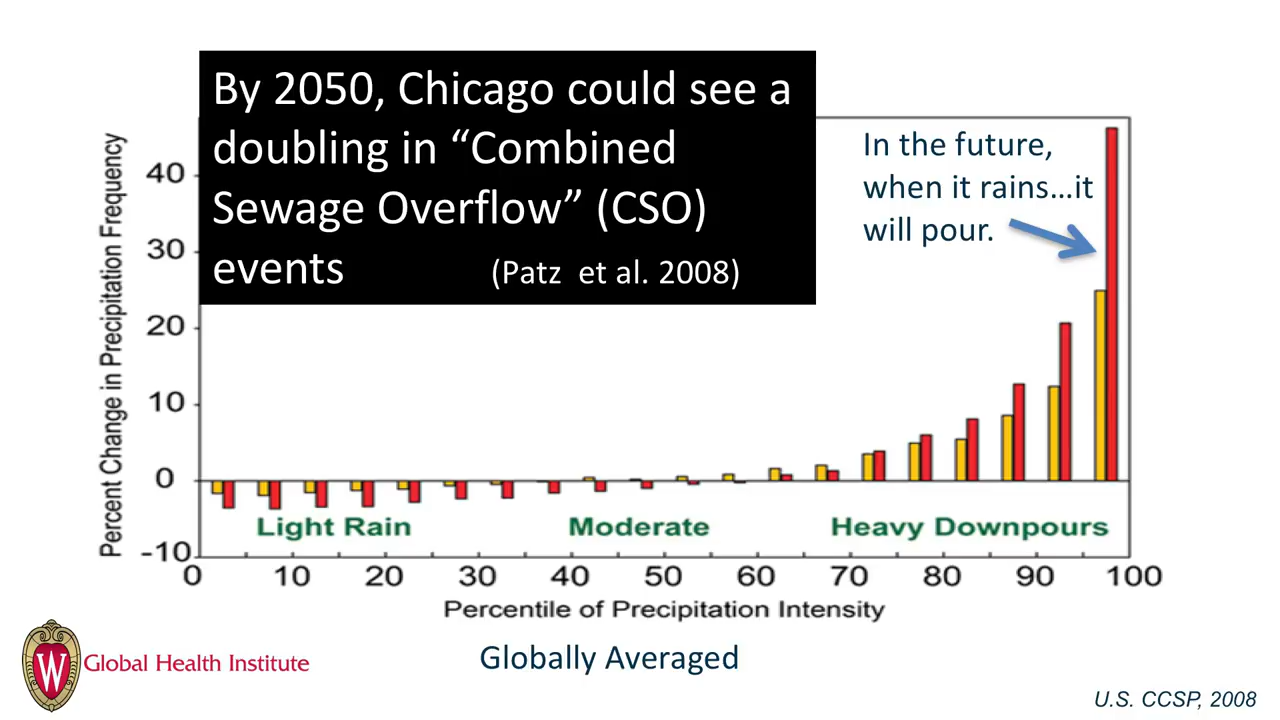 By 2050, Chicago could see a
doubling in “Combined
Sewage Overflow” (CSO)
events (Patz et al. 2008)
In the future,
when it rains...it
will pour.
Percent Change in Precipitation Frequency
40
30
20
10
0
-10
Light Rain Moderate Heavy Downpours
0 10 20 30 40 50 60 70 80 90 100
Percentile of Precipitation Intensity
W Global Health Institute
Globally Averaged
U.S. CCSP, 2008